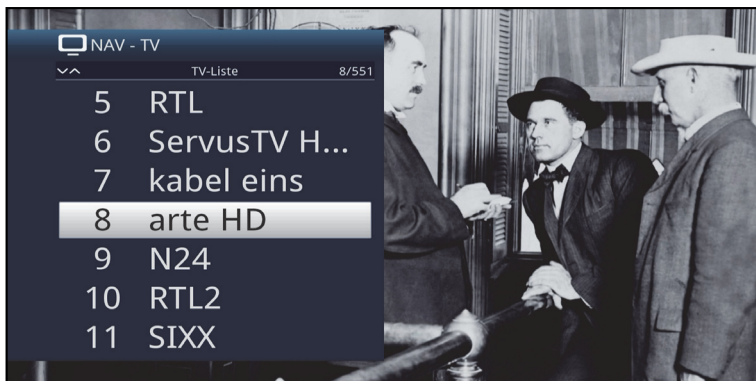 NAV - TV
TV-Liste 8/551
5 RTL
6 ServusTV H...
7 kabel eins
8 arte HD
9 N24
10 RTL2
11 SIXX